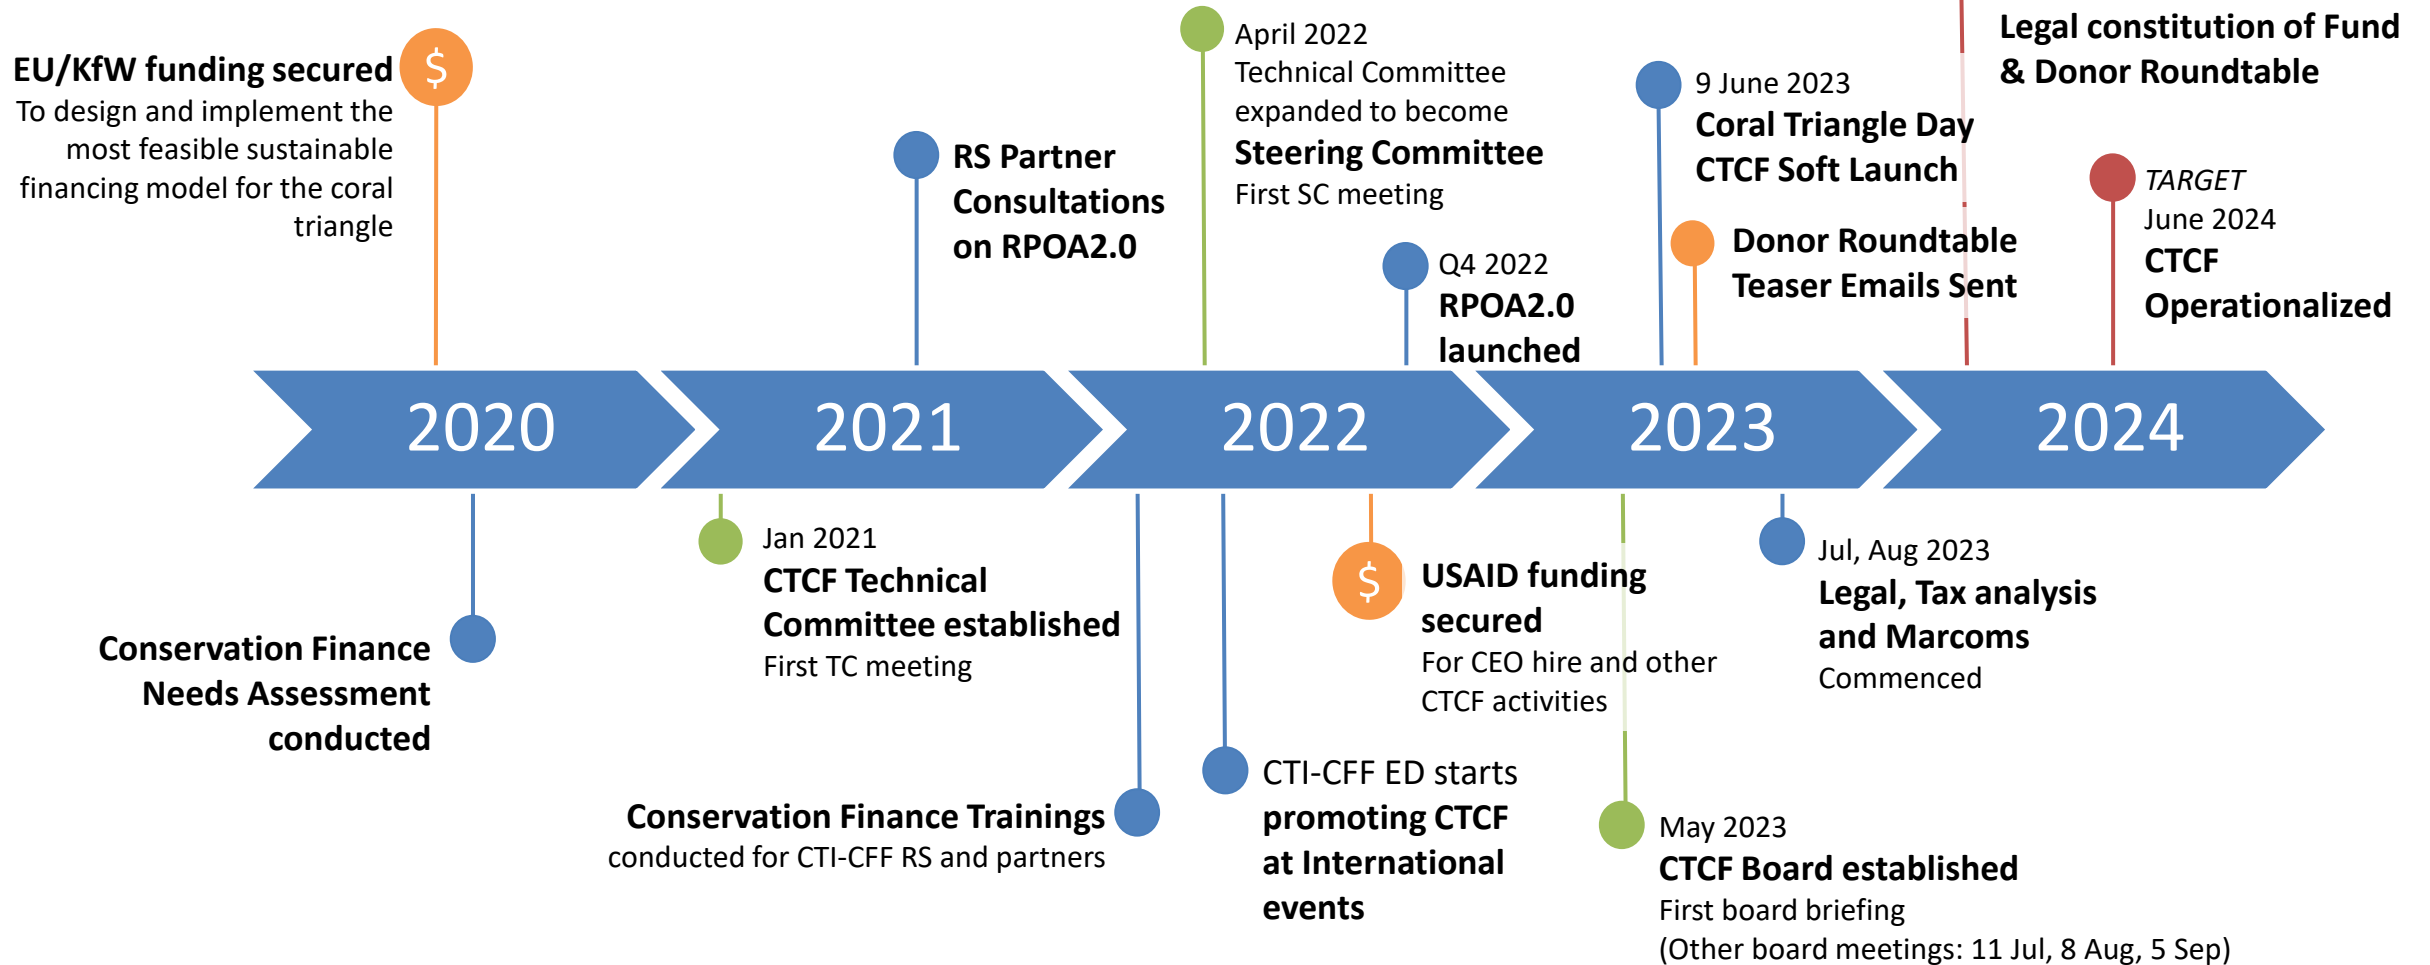 EU/KfW funding secured
To design and implement the
most feasible sustainable
financing model for the coral
triangle
$
RS Partner
Consultations
on RPOA2.0
April 2022
Technical Committee
expanded to become
Steering Committee
First SC meeting
Q4 2022
RPOA2.0
launched
9 June 2023
Coral Triangle Day
CTCF Soft Launch
Donor Roundtable
Teaser Emails Sent
Legal constitution of Fund
& Donor Roundtable
TARGET
June 2024
CTCF
Operationalized
2020
2021
2022
2023
2024
Conservation Finance
Needs Assessment
conducted
Jan 2021
CTCF Technical
Committee established
First TC meeting
Conservation Finance Trainings
conducted for CTI-CFF RS and partners
CTI-CFF ED starts
promoting CTCF
at International
events
$
USAID funding
secured
For CEO hire and other
CTCF activities
May 2023
CTCF Board established
First board briefing
(Other board meetings: 11 Jul, 8 Aug, 5 Sep)
Jul, Aug 2023
Legal, Tax analysis
and Marcoms
Commenced